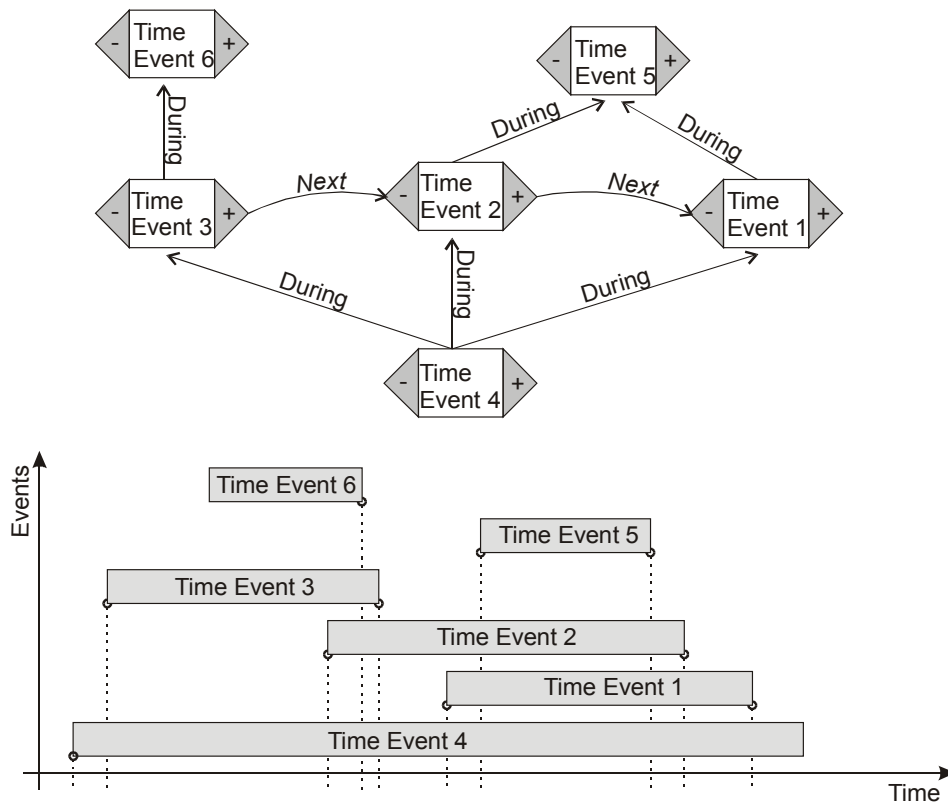 Time
Event 6
-
+
Time
Event 5
-
+
During
During
During
Time
Event 3
-
+
Next
Time
Event 2
-
+
Next
Time
Event 1
-
+
During
During
During
Time
Event 4
-
+
Events
Time Event 6
Time Event 5
Time Event 3
Time Event 2
Time Event 1
Time Event 4
Time